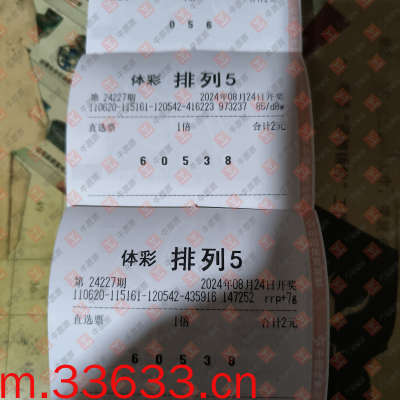 0 5 6
体彩 排列5
第 24227期 2024年08月24日开奖
110620-115161-120542-416223 973237 86/d8w
直选票 1倍 合计2元
6 0 5 3 8
体彩 排列5
第 24227期 2024年08月24日开奖
110620-115161-120542-435916 147252 rrp+7g
直选票 1倍 合计2元
6 0 5 3 9
m.33633.cn